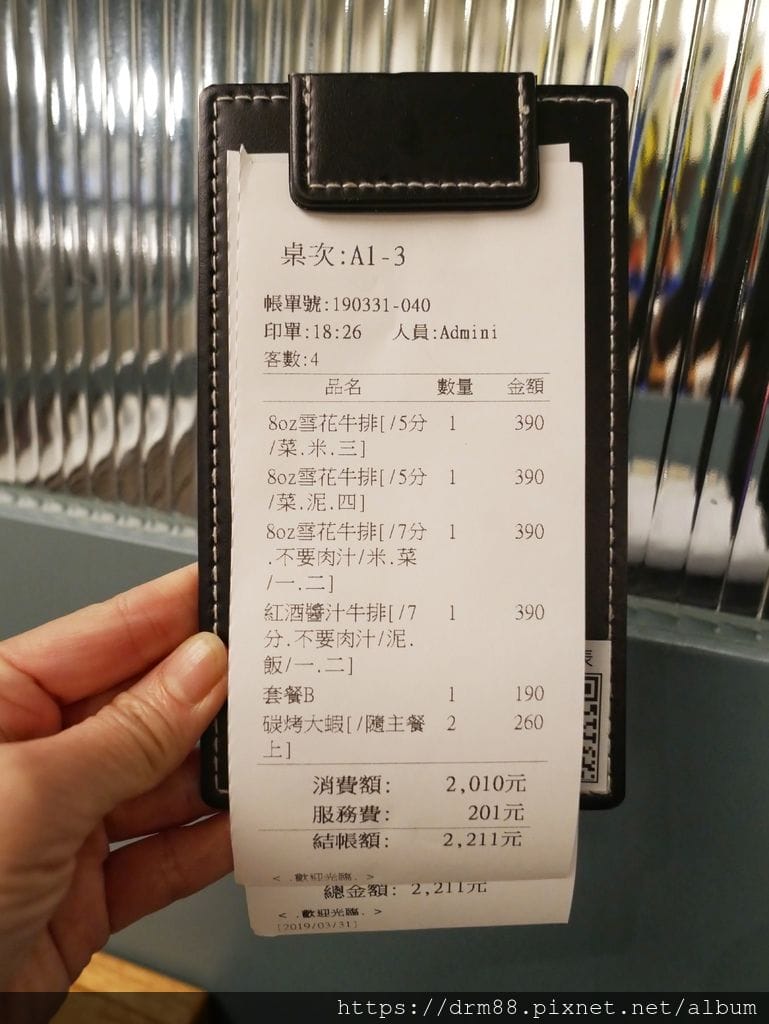 桌次:A1-3
帳單號:190331-040
印單:18:26 人員:Admini
客數:4
品名 數量 金額
8oz雪花牛排[/5分 1 390
/菜.米.三]
8oz雪花牛排[/5分 1 390
/菜.泥.四]
8oz雪花牛排[/7分 1 390
.不要肉汁/米.菜
/一.二]
紅酒醬汁牛排[/7 1 390
分.不要肉汁/泥.
飯/一.二]
套餐B 1 190
碳烤大蝦[/隨主餐 2 260
上]
消費額: 2,010元
服務費: 201元
結帳額: 2,211元
< .歡迎光臨. >
總金額: 2,211元
< .歡迎光臨. >
[2019/03/31]
表
https://drm88.pixnet.net/album